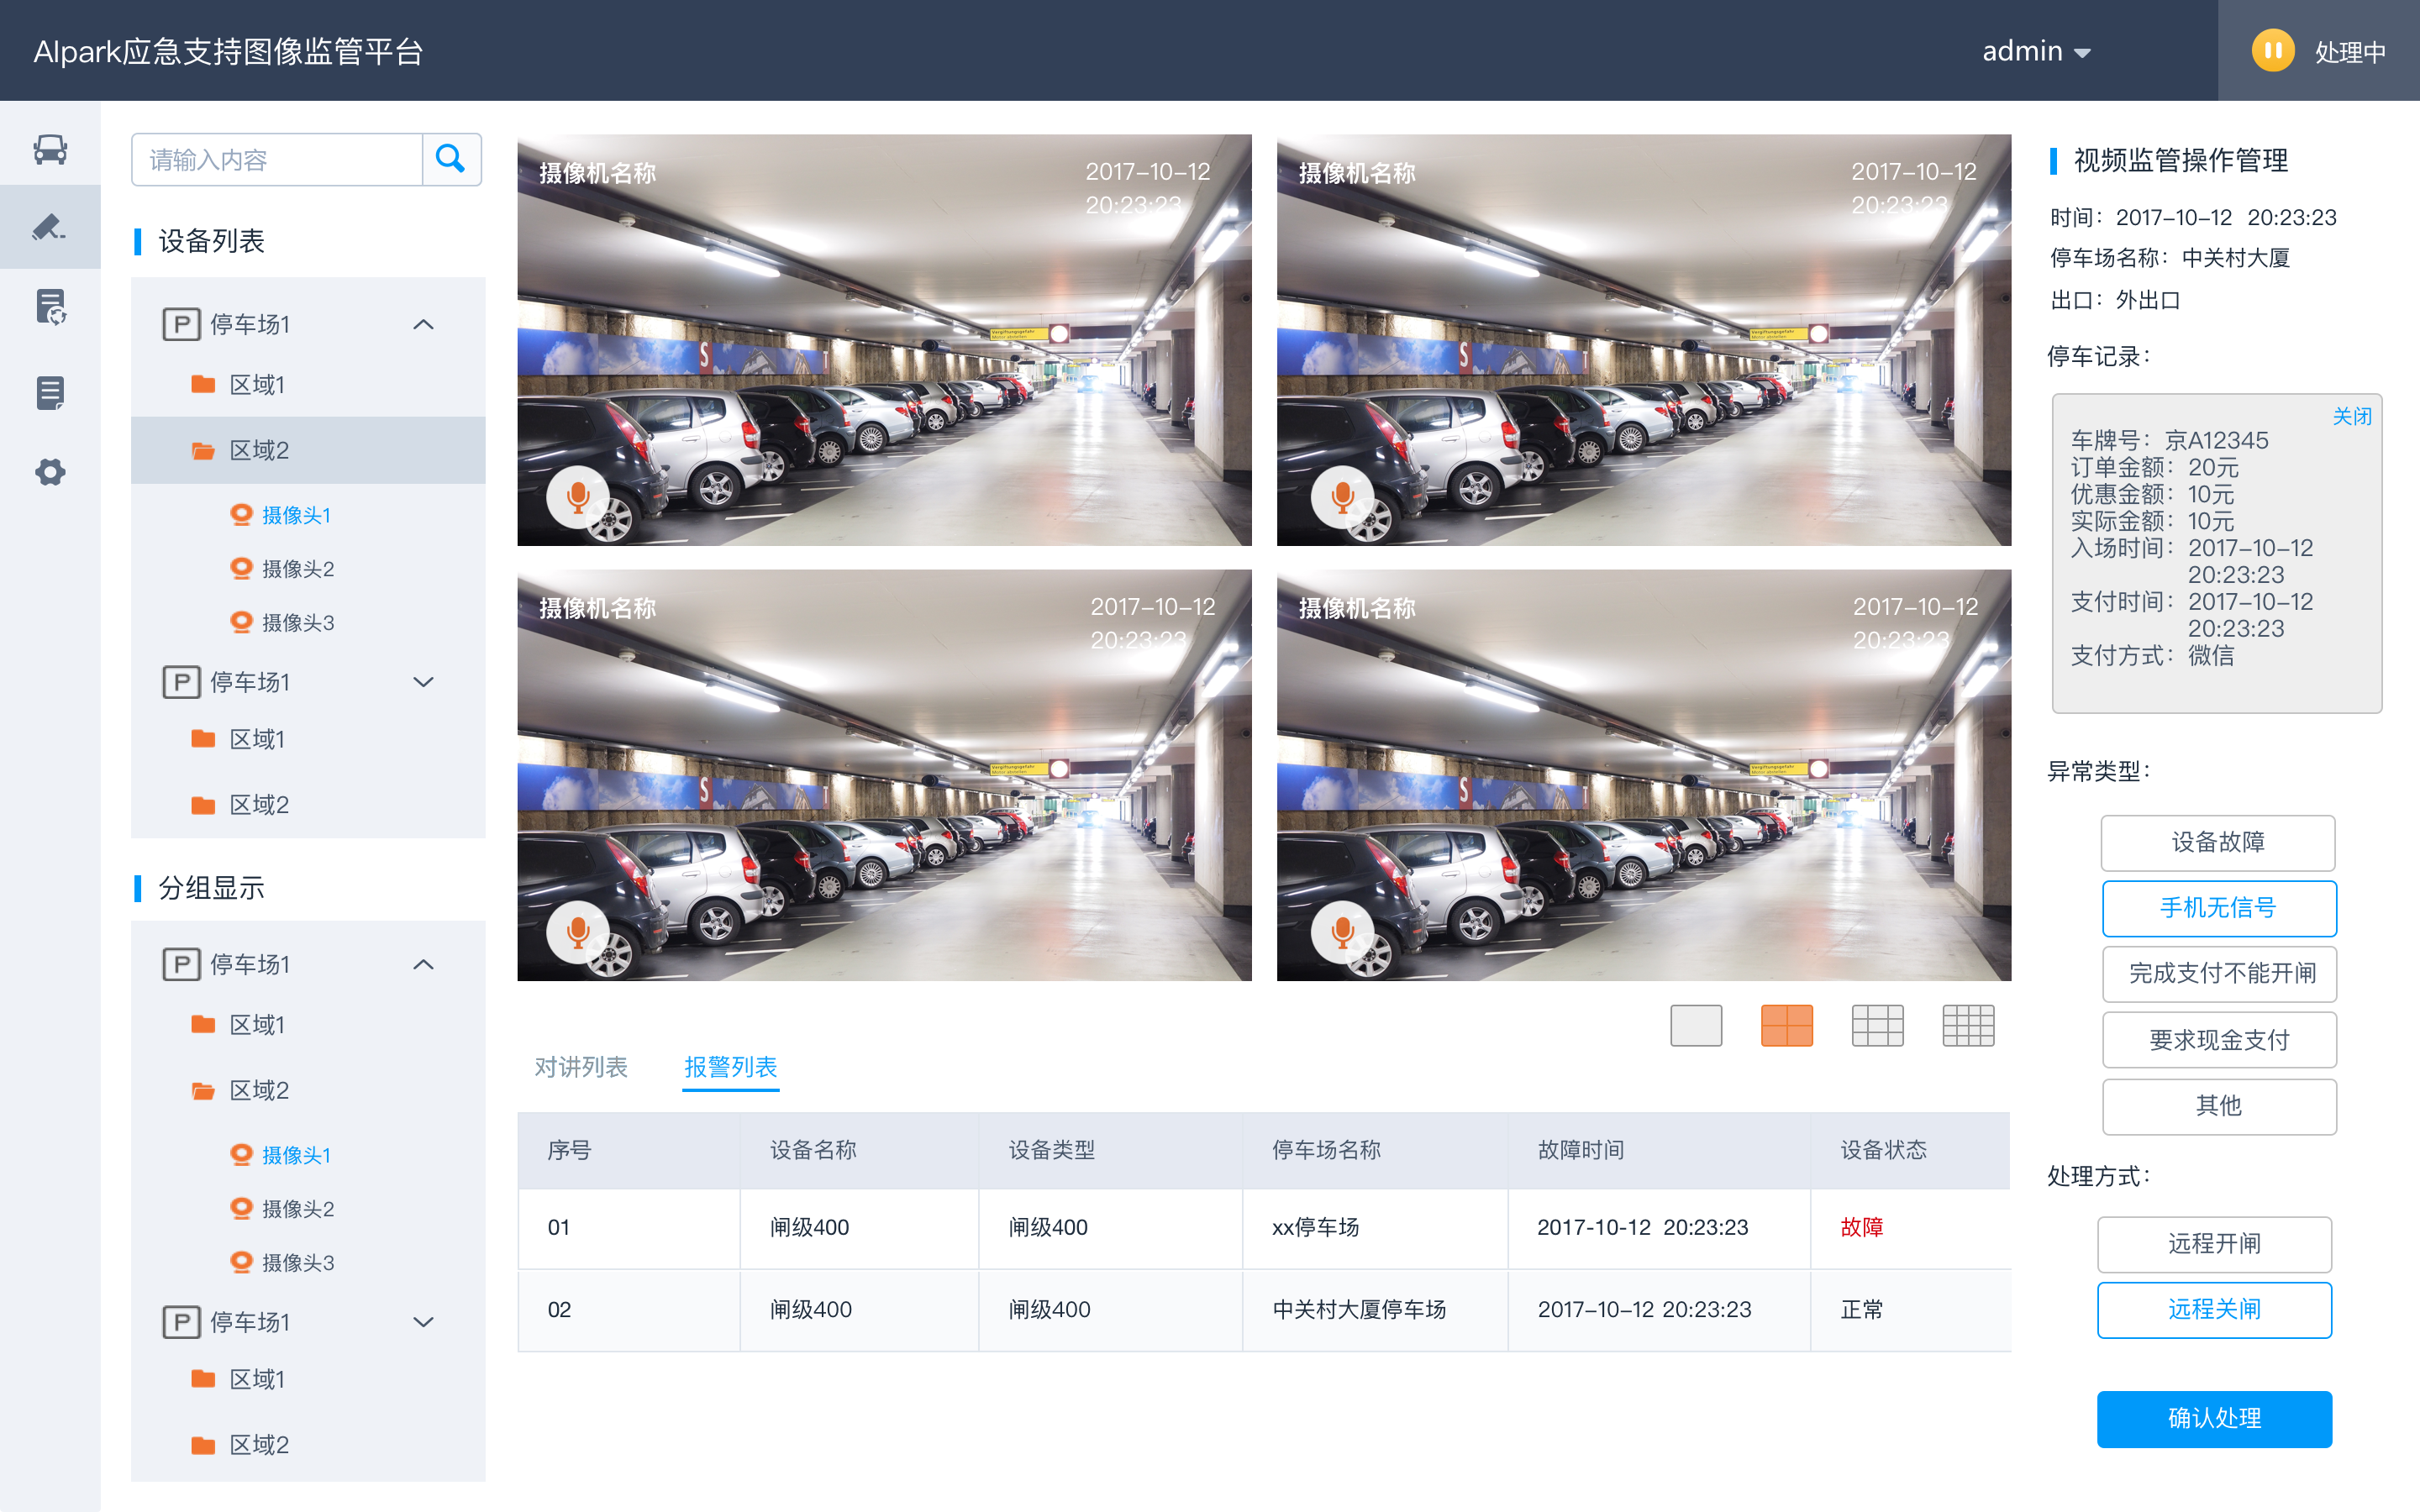 AIpark应急支持图像监管平台
admin
处理中
请输入内容
设备列表
P 停车场1
区域1
区域2
摄像头1
摄像头2
摄像头3
P 停车场1
区域1
区域2
分组显示
P 停车场1
区域1
区域2
摄像头1
摄像头2
摄像头3
P 停车场1
区域1
区域2
摄像机名称
2017-10-12
20:23:23
S
摄像机名称
2017-10-12
20:23:23
S
摄像机名称
2017-10-12
20:23:23
S
摄像机名称
2017-10-12
20:23:23
S
对讲列表 报警列表
序号 设备名称 设备类型 停车场名称 故障时间 设备状态
01 闸级400 闸级400 xx停车场 2017-10-12 20:23:23 故障
02 闸级400 闸级400 中关村大厦停车场 2017-10-12 20:23:23 正常
视频监管操作管理
时间：2017-10-12 20:23:23
停车场名称：中关村大厦
出口：外出口
停车记录：
关闭
车牌号：京A12345
订单金额：20元
优惠金额：10元
实际金额：10元
入场时间：2017-10-12
20:23:23
支付时间：2017-10-12
20:23:23
支付方式：微信
异常类型：
设备故障
手机无信号
完成支付不能开闸
要求现金支付
其他
处理方式：
远程开闸
远程关闸
确认处理